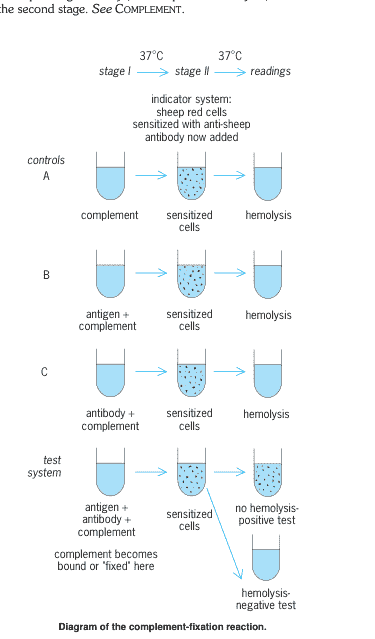 the second stage. See COMPLEMENT.
37°C 37°C
stage I stage II readings
indicator system:
sheep red cells
sensitized with anti-sheep
antibody now added
controls
A
complement sensitized cells hemolysis
B
antigen + complement sensitized cells hemolysis
C
antibody + complement sensitized cells hemolysis
test system
antigen + antibody + complement
sensitized cells
no hemolysis-
positive test
complement becomes
bound or "fixed" here
hemolysis-
negative test
Diagram of the complement-fixation reaction.